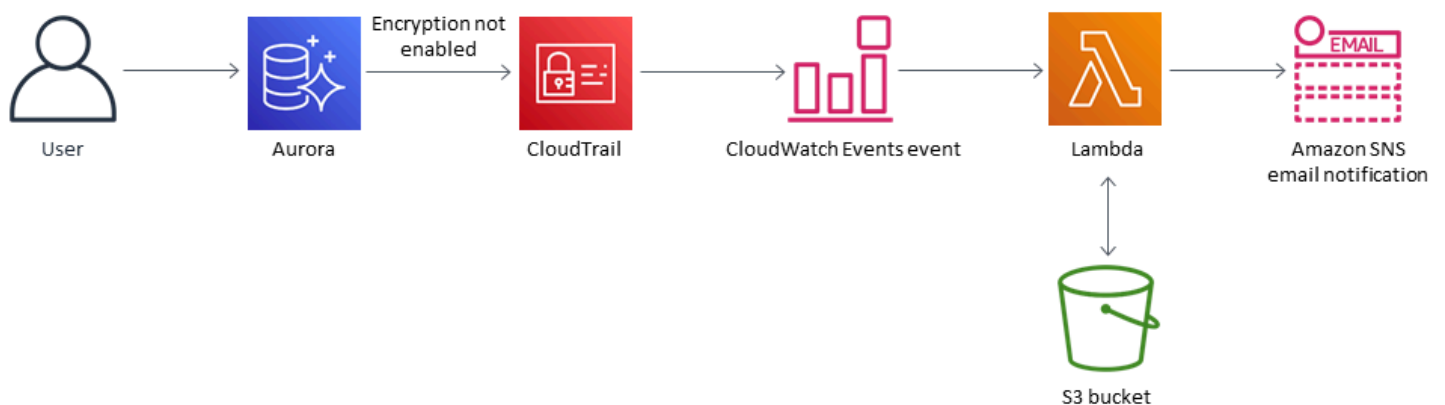 Encryption not
enabled
EMAIL
User
Aurora
CloudTrail
CloudWatch Events event
Lambda
Amazon SNS
email notification
S3 bucket